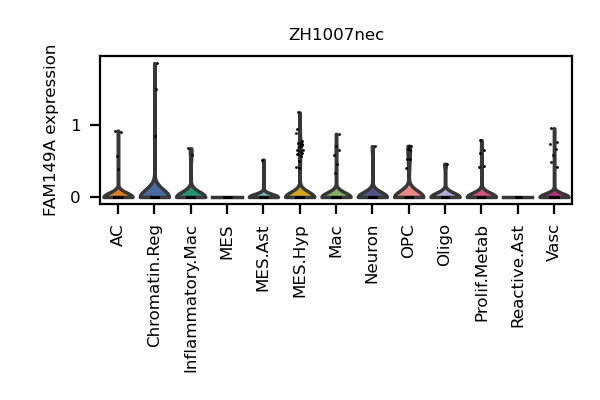 ZH1007nec
FAM149A expression
1
0
AC
Chromatin.Reg
Inflammatory.Mac
MES
MES.Ast
MES.Hyp
Mac
Neuron
OPC
Oligo
Prolif.Metab
Reactive.Ast
Vasc